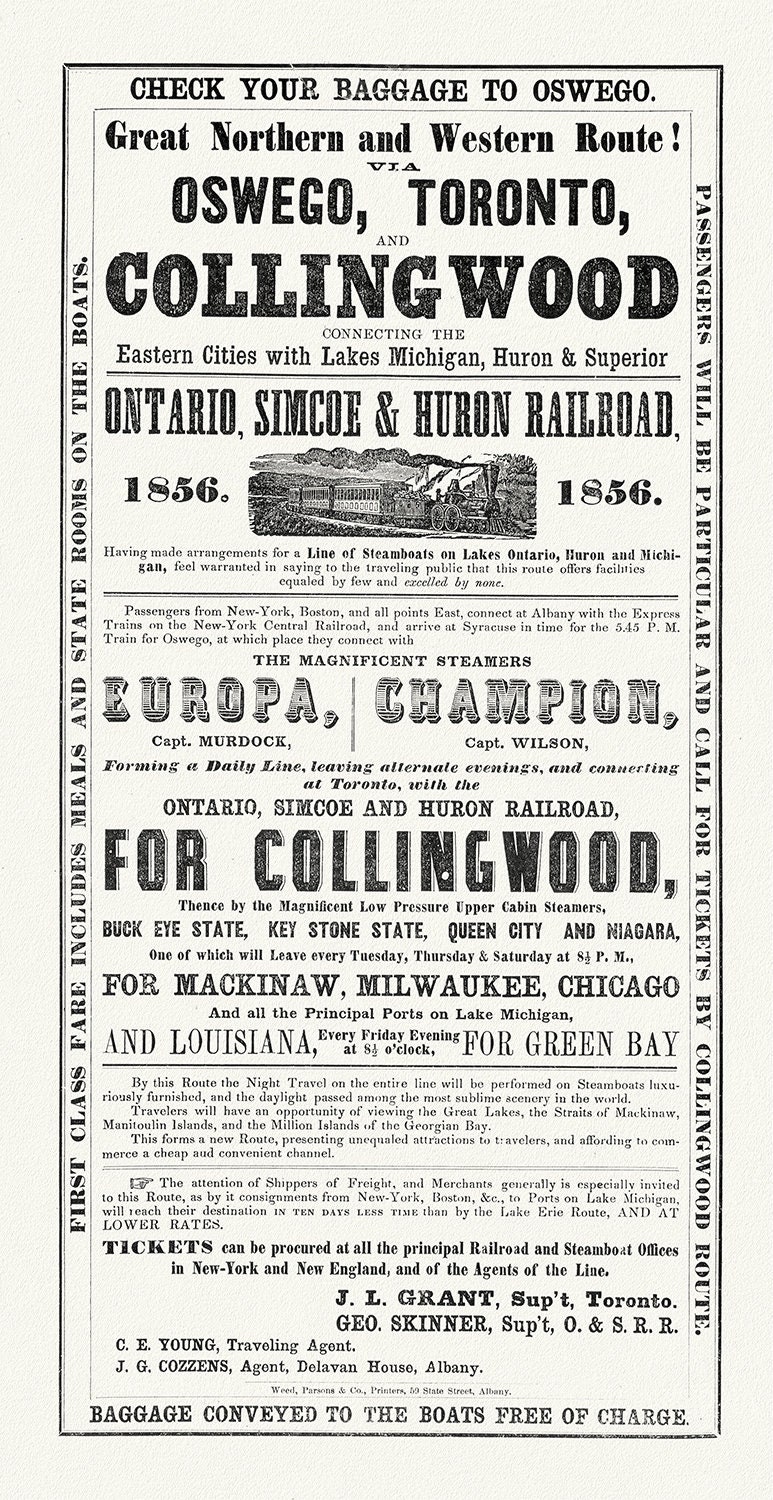 CHECK YOUR BAGGAGE TO OSWEGO.
Great Northern and Western Route!
VIA
OSWEGO, TORONTO,
AND
COLLINGWOOD
CONNECTING THE
Eastern Cities with Lakes Michigan, Huron & Superior
ONTARIO, SIMCOE & HURON RAILROAD,
1856. 1856.
Having made arrangements for a Line of Steamboats on Lakes Ontario, Huron and Michi-
gan, feel warranted in saying to the traveling public that this route offers facilities
equaled by few and excelled by none.
Passengers from New-York, Boston, and all points East, connect at Albany with the Express
Trains on the New-York Central Railroad, and arrive at Syracuse in time for the 5.45 P. M.
Train for Oswego, at which place they connect with
THE MAGNIFICENT STEAMERS
EUROPA, CHAMPION,
Capt. MURDOCK, Capt. WILSON,
Forming a Daily Line, leaving alternate evenings, and connecting
at Toronto, with the
ONTARIO, SIMCOE AND HURON RAILROAD,
FOR COLLINGWOOD,
Thence by the Magnificent Low Pressure Upper Cabin Steamers,
BUCK EYE STATE, KEY STONE STATE, QUEEN CITY AND NIAGARA,
One of which will Leave every Tuesday, Thursday & Saturday at 8½ P. M.,
FOR MACKINAW, MILWAUKEE, CHICAGO
And all the Principal Ports on Lake Michigan,
AND LOUISIANA, Every Friday Evening at 8½ o'clock, FOR GREEN BAY
By this Route the Night Travel on the entire line will be performed on Steamboats luxu-
riously furnished, and the daylight passed among the most sublime scenery in the world.
Travelers will have an opportunity of viewing the Great Lakes, the Straits of Mackinaw,
Manitoulin Islands, and the Million Islands of the Georgian Bay.
This forms a new Route, presenting unequaled attractions to travelers, and affording to com-
merce a cheap aud convenient channel.
☞ The attention of Shippers of Freight, and Merchants generally is especially invited
to this Route, as by it consignments from New-York, Boston, &c., to Ports on Lake Michigan,
will reach their destination IN TEN DAYS LESS TIME than by the Lake Erie Route, AND AT
LOWER RATES.
TICKETS can be procured at all the principal Railroad and Steamboat Offices
in New-York and New England, and of the Agents of the Line.
J. L. GRANT, Sup't, Toronto.
GEO. SKINNER, Sup't, O. & S. R. R.
C. E. YOUNG, Traveling Agent.
J. G. COZZENS, Agent, Delavan House, Albany.
Weed, Parsons & Co., Printers, 59 State Street, Albany.
BAGGAGE CONVEYED TO THE BOATS FREE OF CHARGE.
FIRST CLASS FARE INCLUDES MEALS AND STATE ROOMS ON THE BOATS.
PASSENGERS WILL BE PARTICULAR AND CALL FOR TICKETS BY COLLINGWOOD ROUTE.